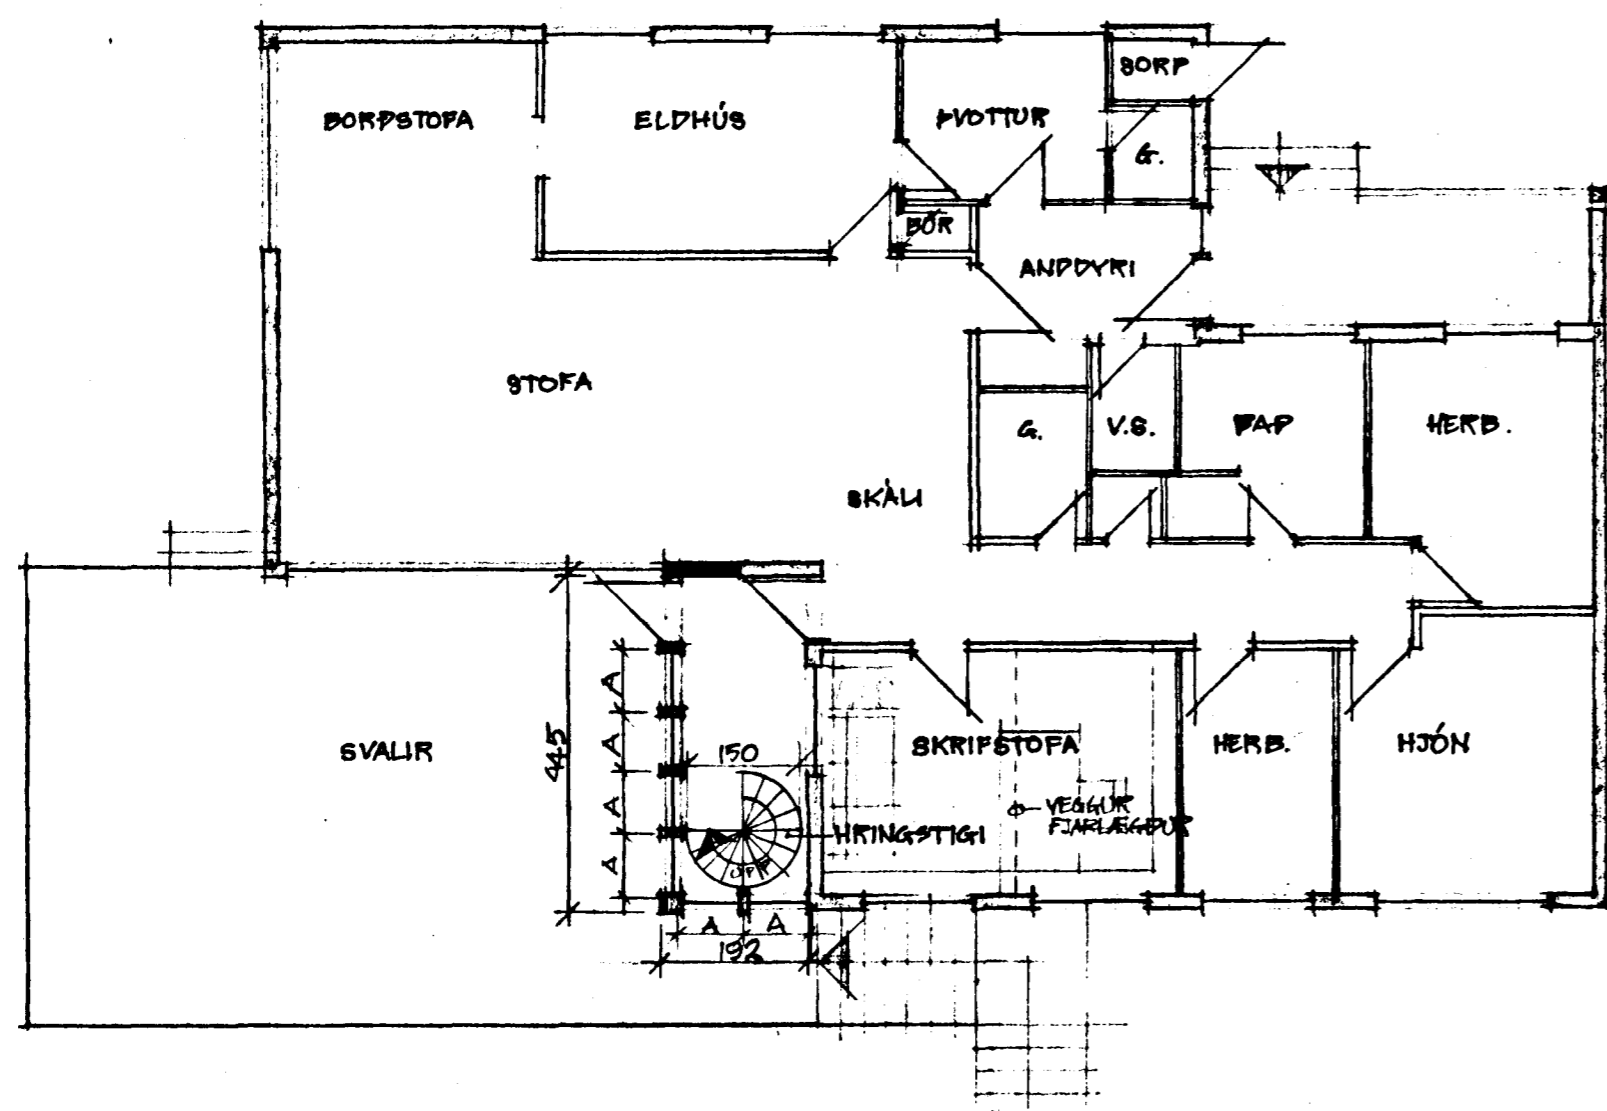 SORP
BORÐSTOFA
ELDHÚS
ÞVOTTUR
G.
BÚR
ANDDYRI
STOFA
G.
V.S.
BAÐ
HERB.
SKÁLI
A
A
A
A
445
SVALIR
150
SKRIFSTOFA
HERB.
HJÓN
VEGGUR
FJARLÆGÐUR
HRINGSTIGI
UPP
A
A
192